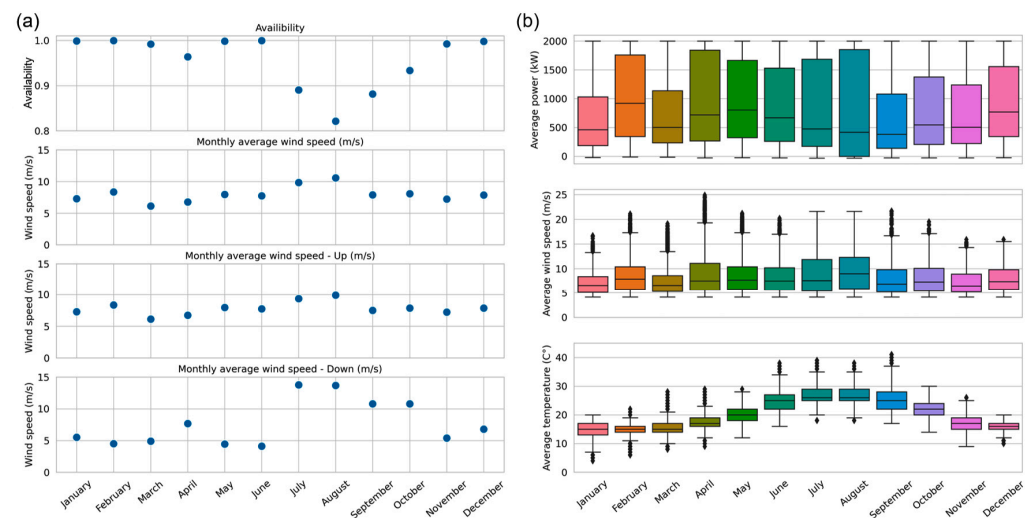 (a)
Availibility
Availability
1.0
0.9
0.8
Monthly average wind speed (m/s)
Wind speed (m/s)
15
10
5
0
Monthly average wind speed - Up (m/s)
Wind speed (m/s)
15
10
5
0
Monthly average wind speed - Down (m/s)
Wind speed (m/s)
15
10
5
0
January February March April May June July August September October November December
(b)
Average power (kW)
2000
1500
1000
500
0
Average wind speed (m/s)
25
20
15
10
5
0
Average temperature (C°)
40
30
20
10
0
January February March April May June July August September October November December